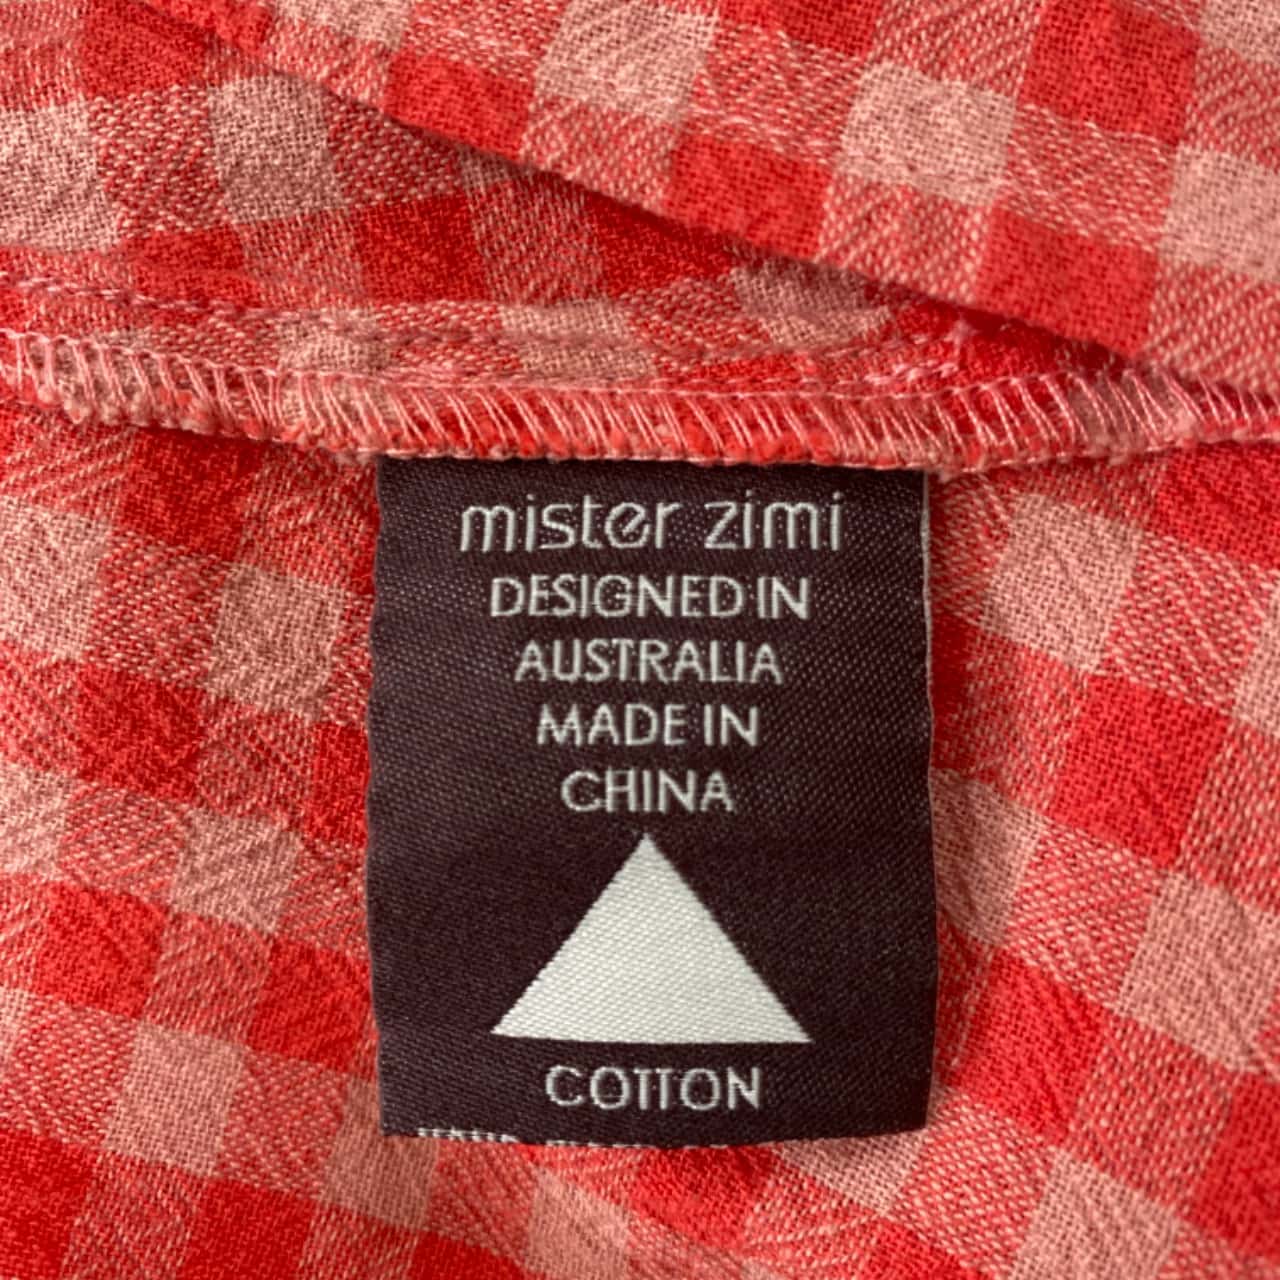 mister zimi
DESIGNED IN
AUSTRALIA
MADE IN
CHINA
COTTON